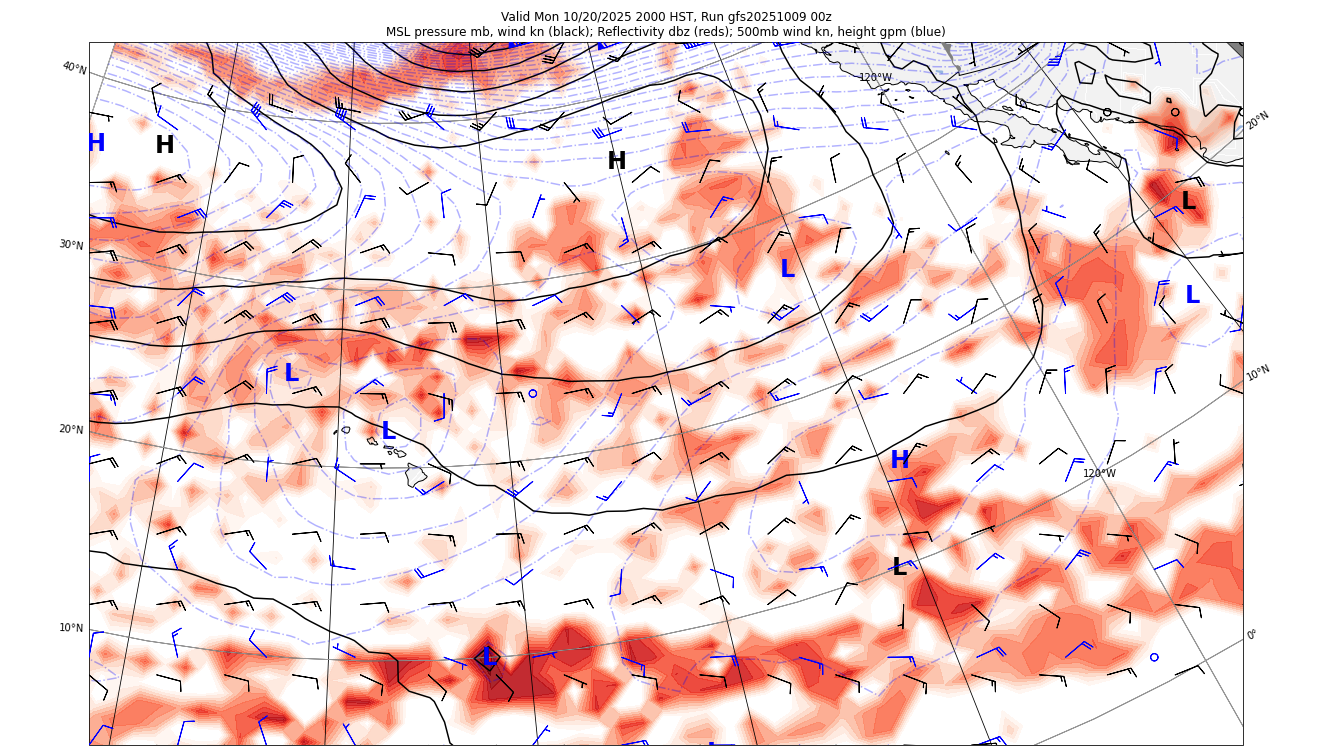 Valid Mon 10/20/2025 2000 HST, Run gfs20251009 00z
MSL pressure mb, wind kn (black); Reflectivity dbz (reds); 500mb wind kn, height gpm (blue)
40°N
120°W
20°N
H
H
H
L
30°N
L
L
L
10°N
20°N
L
H
120°W
L
10°N
0°
L